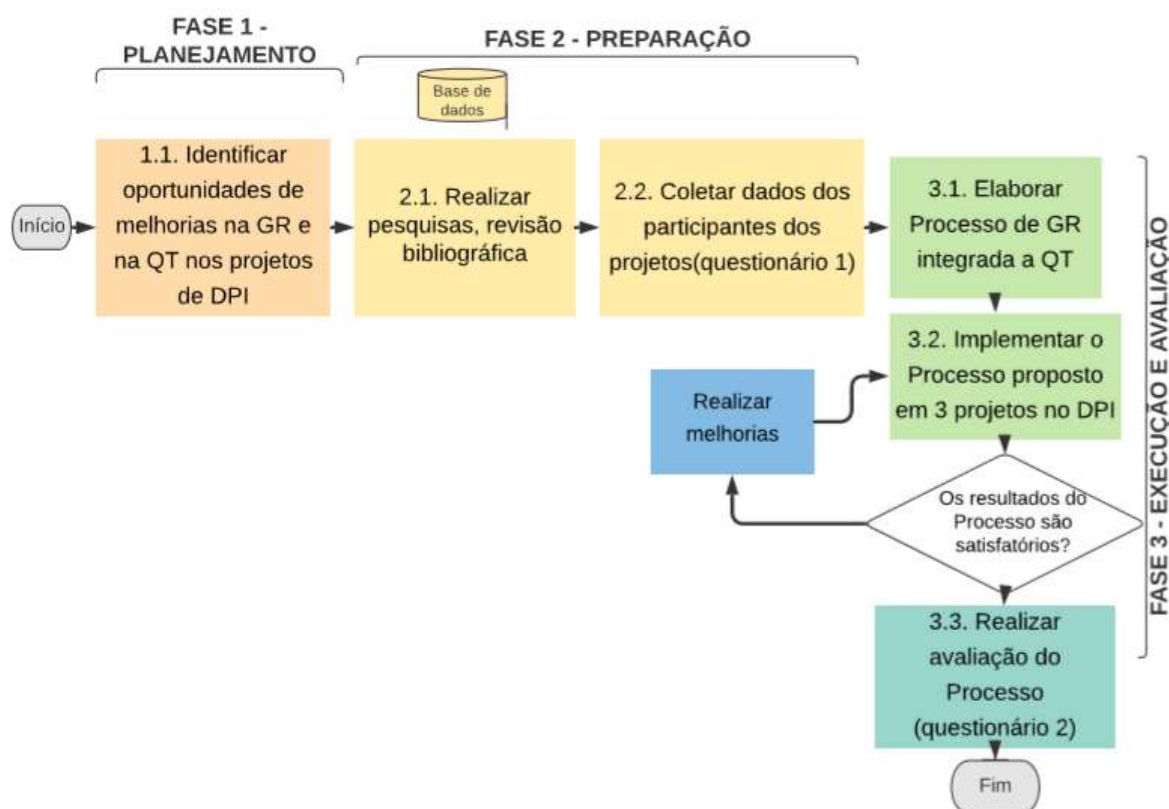 FASE 1 -
PLANEJAMENTO
FASE 2 - PREPARAÇÃO
Base de
dados
Início
1.1. Identificar
oportunidades de
melhorias na GR e
na QT nos projetos
de DPI
2.1. Realizar
pesquisas, revisão
bibliográfica
2.2. Coletar dados dos
participantes dos
projetos(questionário 1)
3.1. Elaborar
Processo de GR
integrada a QT
3.2. Implementar o
Processo proposto
em 3 projetos no DPI
Realizar
melhorias
Os resultados do
Processo são
satisfatórios?
3.3. Realizar
avaliação do
Processo
(questionário 2)
Fim
FASE 3 - EXECUÇÃO E AVALIAÇÃO